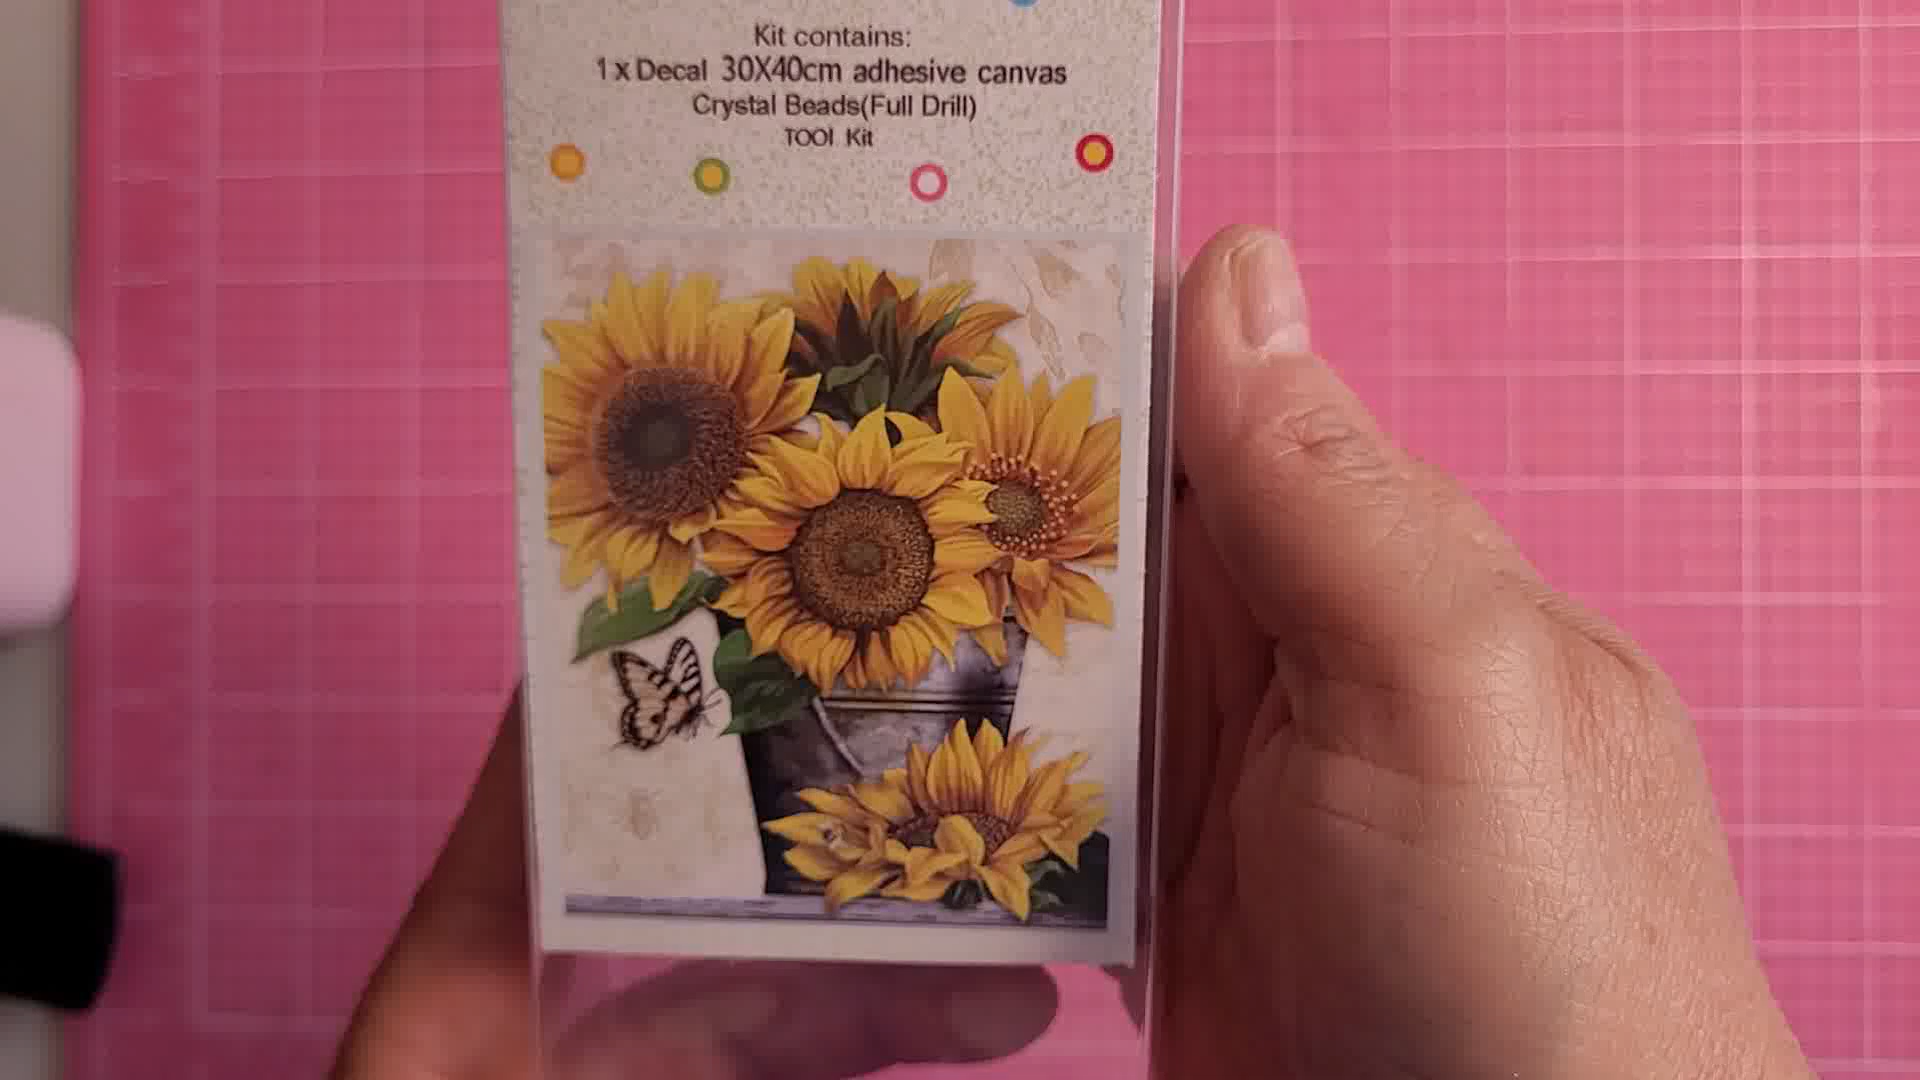 Kit contains:
1 x Decal 30X40cm adhesive canvas
Crystal Beads(Full Drill)
TOOl Kit